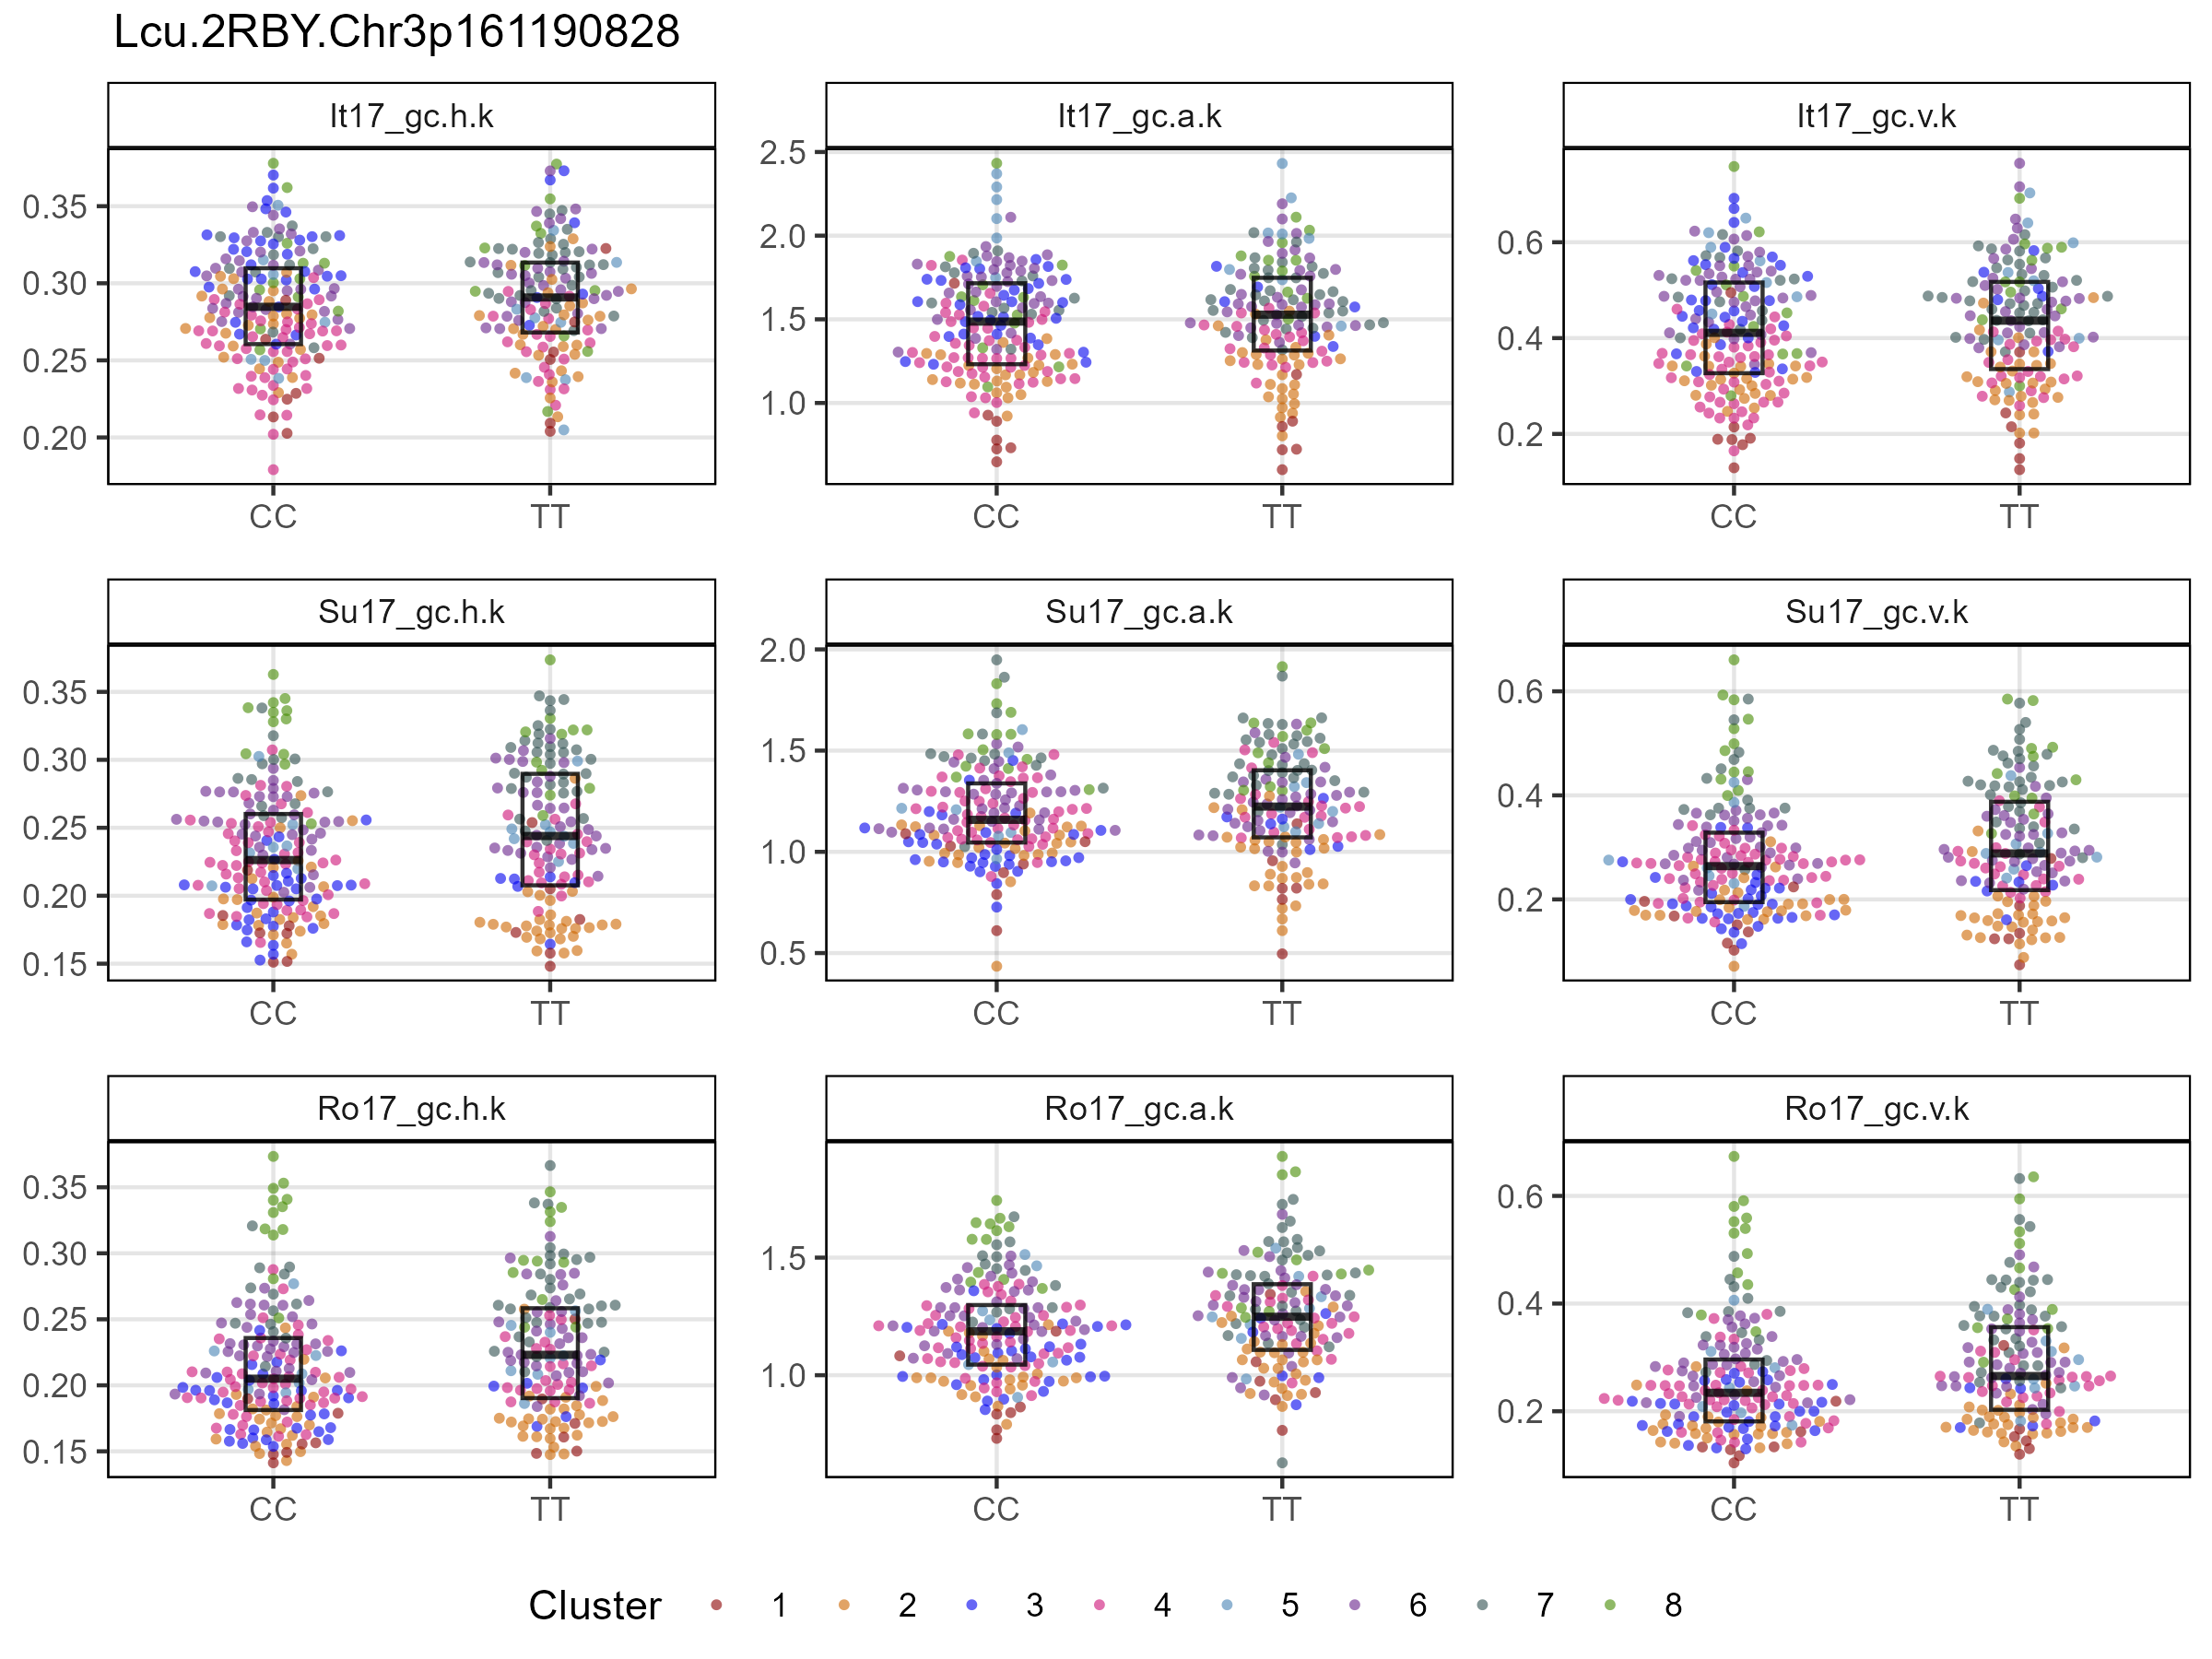 Lcu.2RBY.Chr3p161190828
It17_gc.h.k
It17_gc.a.k
It17_gc.v.k
0.35
0.30
0.25
0.20
2.5
2.0
1.5
1.0
0.6
0.4
0.2
CC TT
CC TT
CC TT
Su17_gc.h.k
Su17_gc.a.k
Su17_gc.v.k
0.35
0.30
0.25
0.20
0.15
2.0
1.5
1.0
0.5
0.6
0.4
0.2
CC TT
CC TT
CC TT
Ro17_gc.h.k
Ro17_gc.a.k
Ro17_gc.v.k
0.35
0.30
0.25
0.20
0.15
1.5
1.0
0.6
0.4
0.2
CC TT
CC TT
CC TT
Cluster 1 2 3 4 5 6 7 8